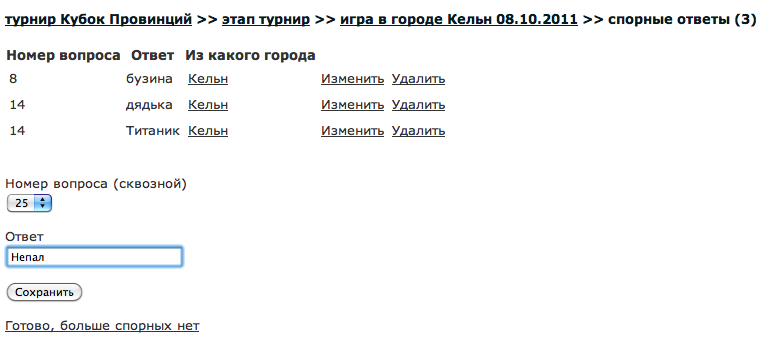 турнир Кубок Провинций >> этап турнир >> игра в городе Кельн 08.10.2011 >> спорные ответы (3)
Номер вопроса Ответ Из какого города
8 бузина Кельн Изменить Удалить
14 дядька Кельн Изменить Удалить
14 Титаник Кельн Изменить Удалить
Номер вопроса (сквозной)
25
Ответ
Непал
Сохранить
Готово, больше спорных нет